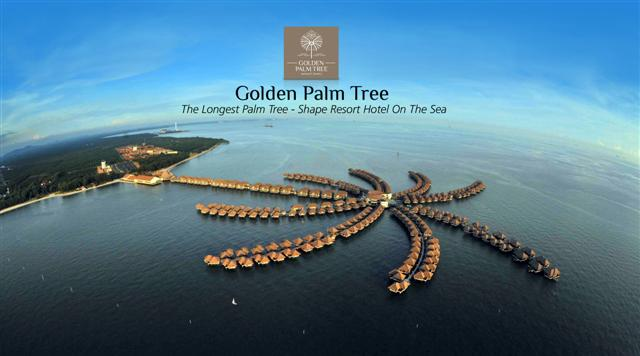 GOLDEN
PALM TREE
Golden Palm Tree
The Longest Palm Tree - Shape Resort Hotel On The Sea